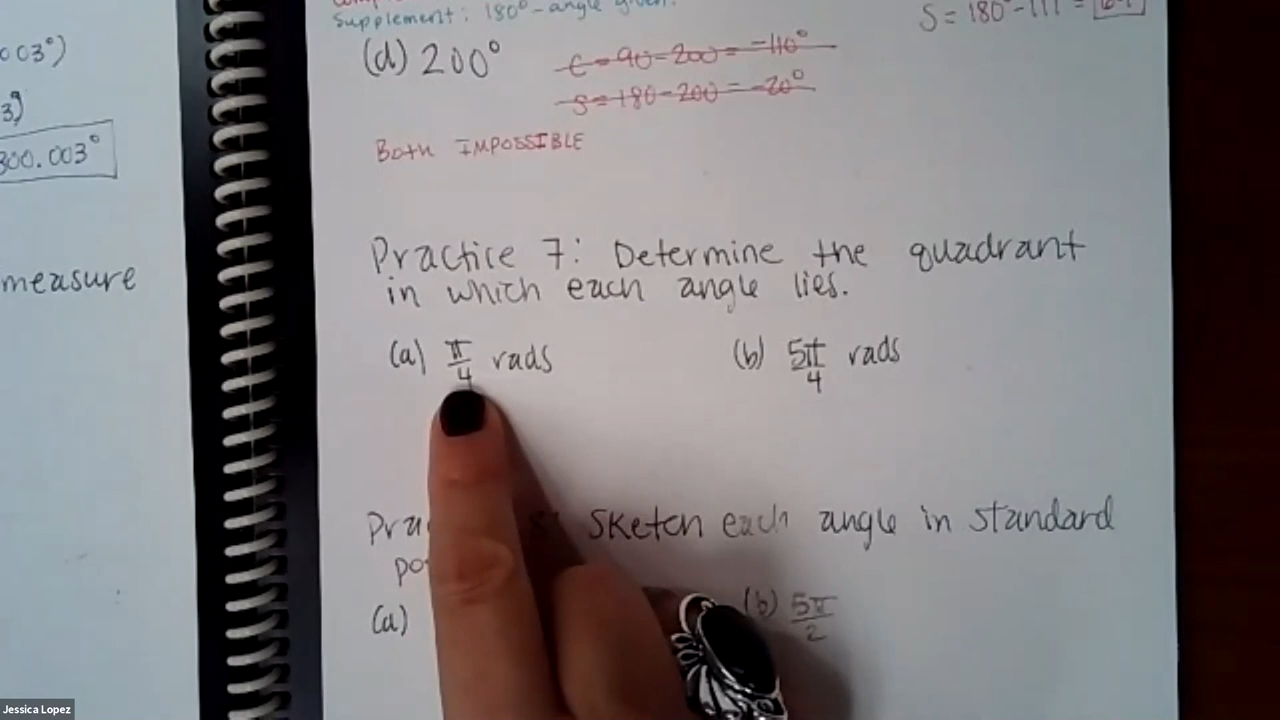 003°)
3)°
300.003°
measure
Supplement: 180° - angle given.
S = 180° - 111° =
(d) 200°
C = 90 - 200 = -110°
S = 180 - 200 = -20°
Both IMPOSSIBLE
Practice 7: Determine the quadrant
in which each angle lies.
(a) π/4 rads (b) 5π/4 rads
Sketch each angle in standard
(a) (b) 5π/2
Jessica Lopez